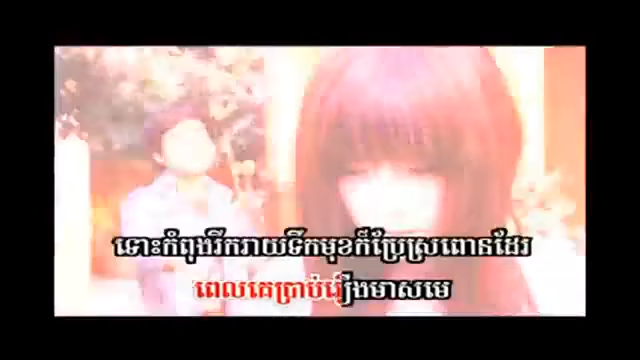 ទោះកំពុងរីករាយទឹកមុខក៏ប្រែស្រពោនដែរ
ពេលគេប្រាប់រឿងមាសមេ